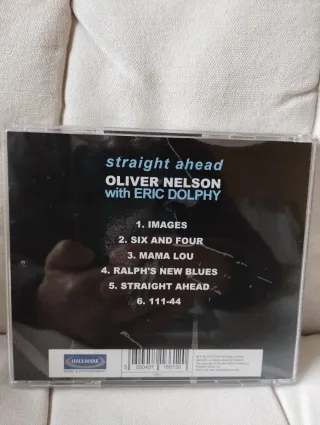 straight ahead
OLIVER NELSON
with ERIC DOLPHY
1. IMAGES
2. SIX AND FOUR
3. MAMA LOU
4. RALPH'S NEW BLUES
5. STRAIGHT AHEAD
6. 111-44
HALLMARK